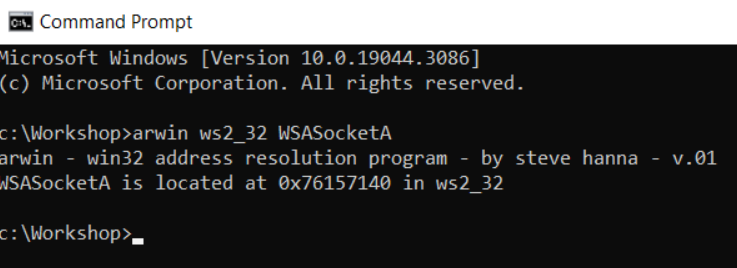 Command Prompt
Microsoft Windows [Version 10.0.19044.3086]
(c) Microsoft Corporation. All rights reserved.
c:\Workshop>arwin ws2_32 WSASocketA
arwin - win32 address resolution program - by steve hanna - v.01
WSASocketA is located at 0x76157140 in ws2_32
c:\Workshop>